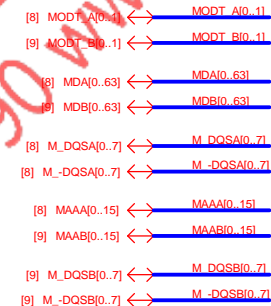 [8] MODT_A[0..1] MODT_A[0..1]
[9] MODT_B[0..1] MODT_B[0..1]
[8] MDA[0..63] MDA[0..63]
[9] MDB[0..63] MDB[0..63]
[8] M_DQSA[0..7] M_DQSA[0..7]
[8] M_-DQSA[0..7] M_-DQSA[0..7]
[8] MAAA[0..15] MAAA[0..15]
[9] MAAB[0..15] MAAB[0..15]
[9] M_DQSB[0..7] M_DQSB[0..7]
[9] M_-DQSB[0..7] M_-DQSB[0..7]